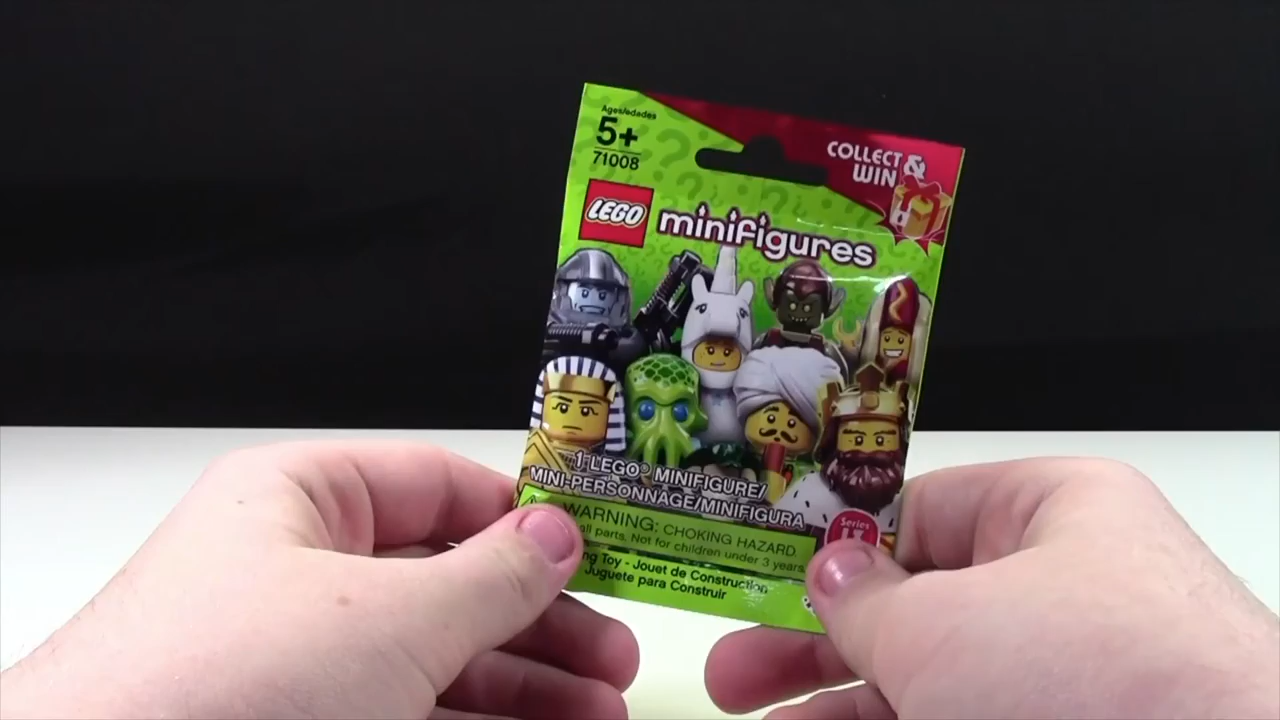 Ages/edades
5+
71008
COLLECT &
WIN
LEGO
minifigures
1 LEGO® MINIFIGURE/
MINI-PERSONNAGE/MINIFIGURA
WARNING: CHOKING HAZARD.
all parts. Not for children under 3 years.
Toy - Jouet de Construction
Juguete para Construir
Series